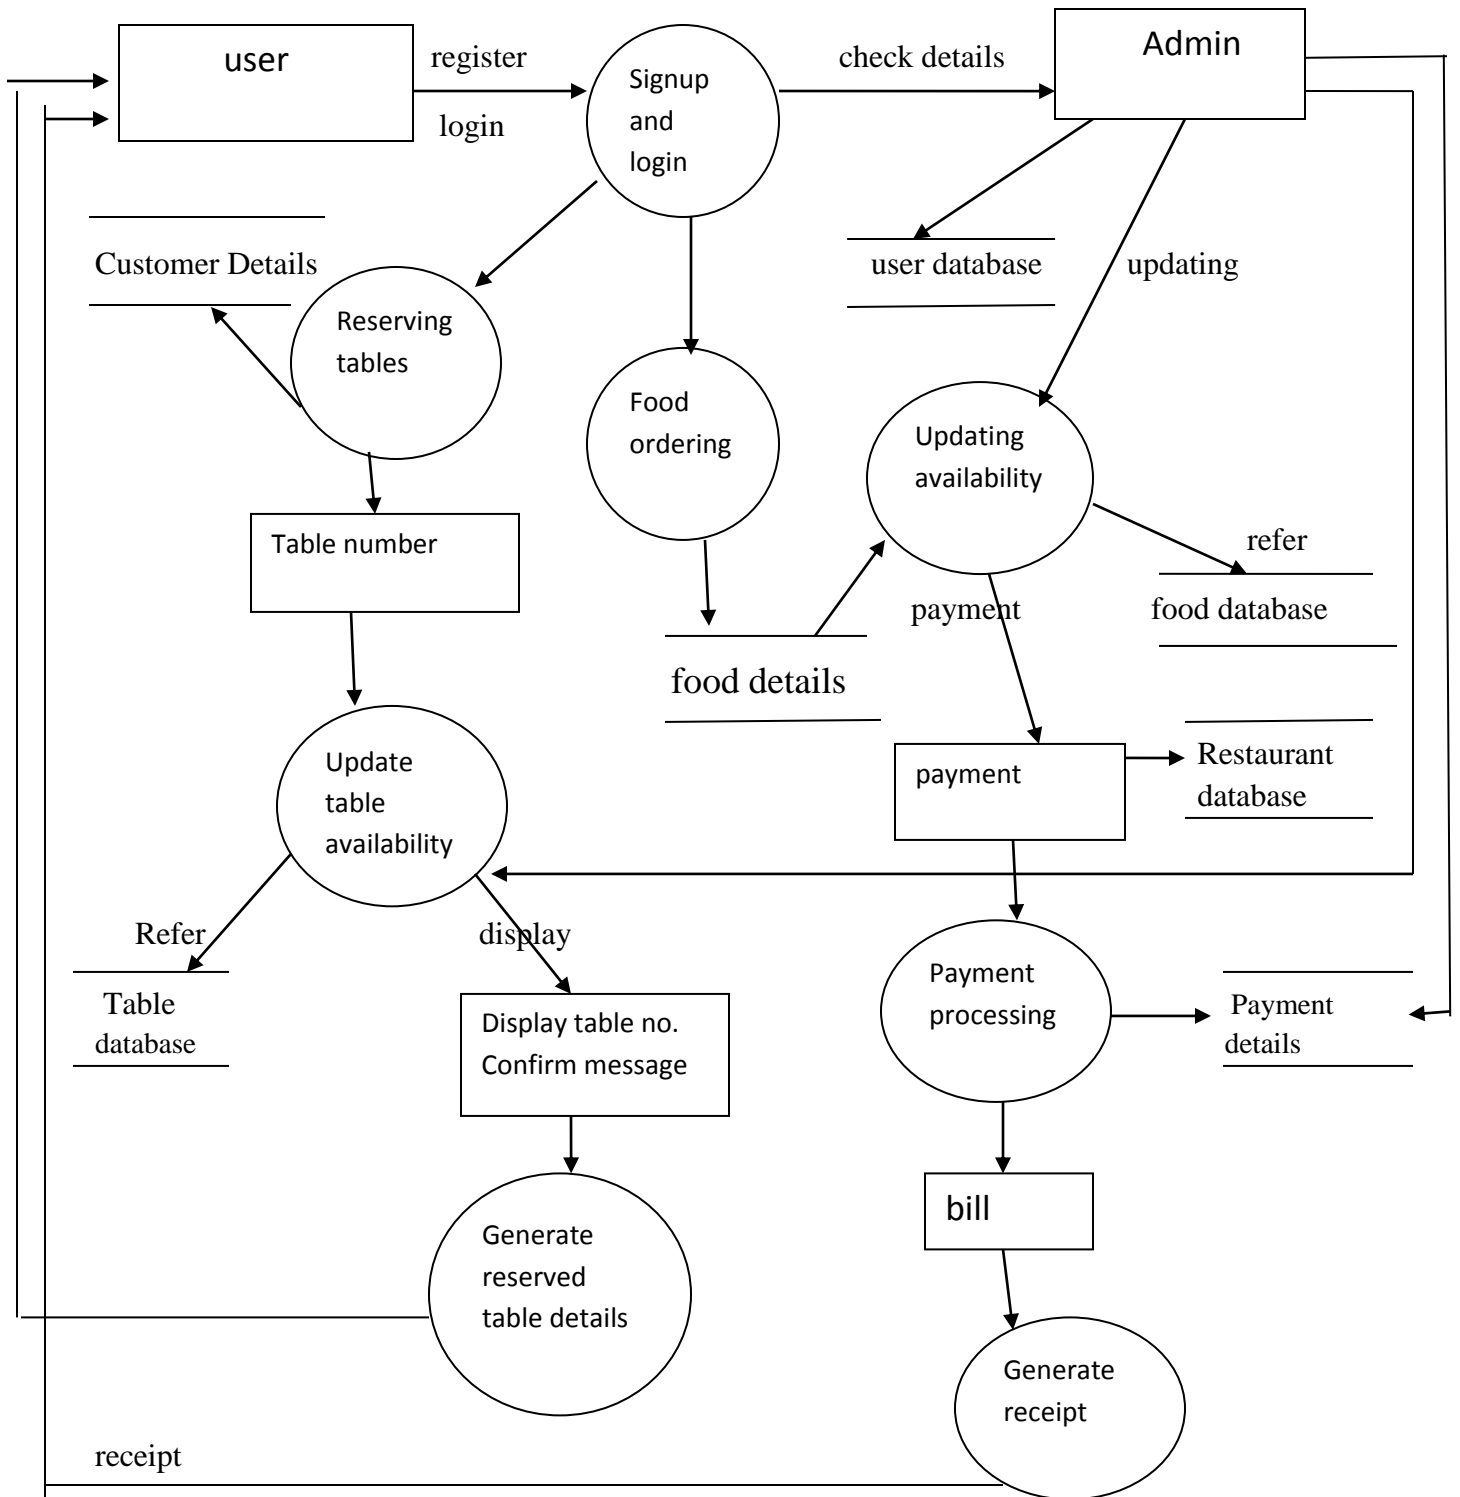 user
register
login
Signup
and
login
check details
Admin
Customer Details
user database
updating
Reserving
tables
Food
ordering
Updating
availability
Table number
refer
payment
food database
food details
Update
table
availability
payment
Restaurant
database
Refer
display
Table
database
Display table no.
Confirm message
Payment
processing
Payment
details
bill
Generate
reserved
table details
Generate
receipt
receipt